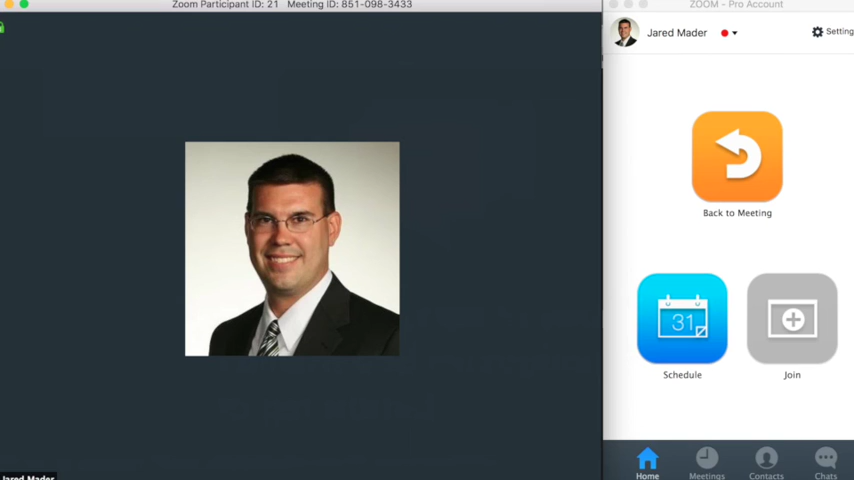 Zoom Participant ID: 21 Meeting ID: 851-098-3433
Jared Mader
ZOOM - Pro Account
Jared Mader
Setting
Back to Meeting
31
Schedule
Join
Home
Meetings
Contacts
Chats